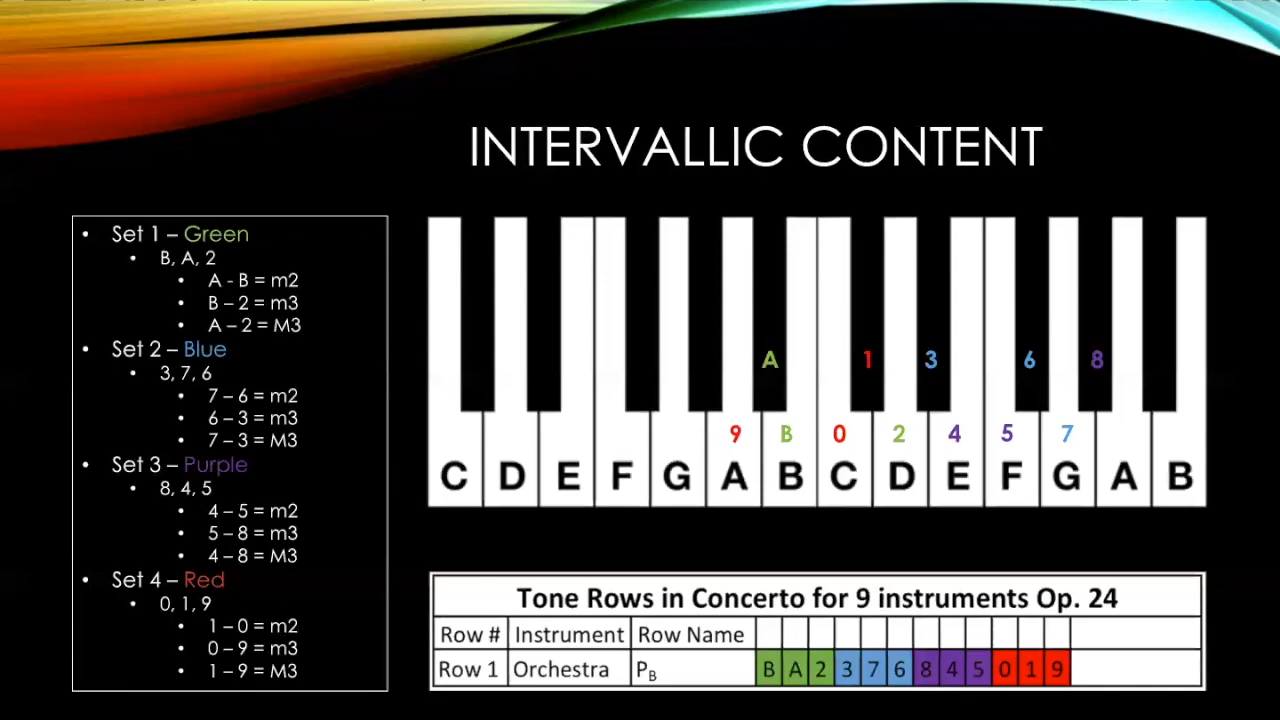 INTERVALLIC CONTENT
• Set 1 – Green
• B, A, 2
• A - B = m2
• B – 2 = m3
• A – 2 = M3
• Set 2 – Blue
• 3, 7, 6
• 7 – 6 = m2
• 6 – 3 = m3
• 7 – 3 = M3
• Set 3 – Purple
• 8, 4, 5
• 4 – 5 = m2
• 5 – 8 = m3
• 4 – 8 = M3
• Set 4 – Red
• 0, 1, 9
• 1 – 0 = m2
• 0 – 9 = m3
• 1 – 9 = M3
A 1 3 6 8
9 B 0 2 4 5 7
C D E F G A B C D E F G A B
Tone Rows in Concerto for 9 instruments Op. 24
Row # Instrument Row Name
Row 1 Orchestra PB B A 2 3 7 6 8 4 5 0 1 9